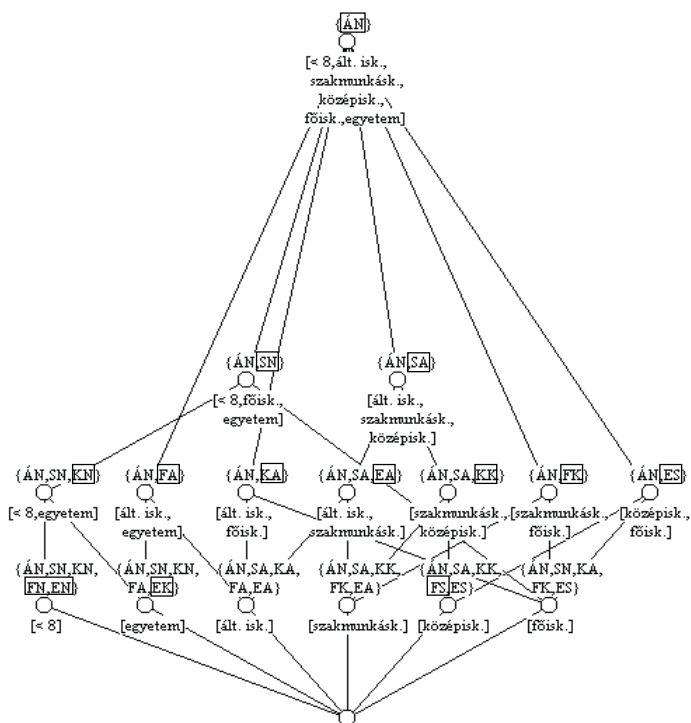 {ÁN}
[< 8,ált. isk.,
szakmunkásk.,
középisk.,
főisk.,egyetem]
{ÁN,SN}
{ÁN,SA}
[< 8,főisk.,
egyetem]
[ált. isk.,
szakmunkásk.,
középisk.]
{ÁN,SN,KN}
{ÁN,FA}
{ÁN,KA}
{ÁN,SA,EA}
{ÁN,SA,KK}
{ÁN,FK}
{ÁN,ES}
[< 8,egyetem]
[ált. isk.,
egyetem]
[ált. isk.,
főisk.]
[ált. isk.,
szakmunkásk.]
[szakmunkásk.,
középisk.]
[szakmunkásk.,
főisk.]
[középisk.,
főisk.]
{ÁN,SN,KN,
FN,EN}
{ÁN,SN,KN,
FA,EK}
{ÁN,SA,KA,
FA,EA}
{ÁN,SA,KK,
FK,EA}
{ÁN,SA,KK,
FS,ES}
{ÁN,SN,KA,
FK,ES}
[< 8]
[egyetem]
[ált. isk.]
[szakmunkásk.]
[középisk.]
[főisk.]